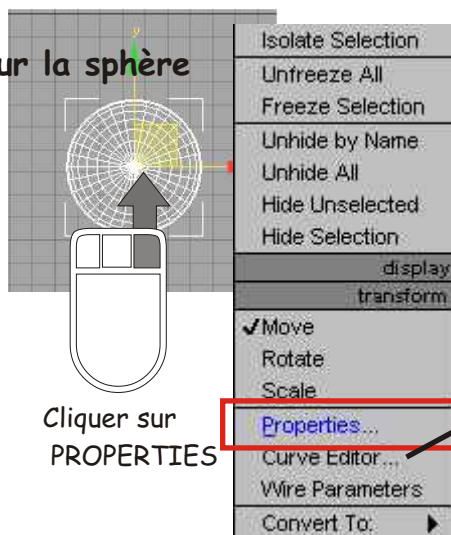 ur la sphère
y
Cliquer sur
PROPERTIES
Isolate Selection
Unfreeze All
Freeze Selection
Unhide by Name
Unhide All
Hide Unselected
Hide Selection
display
transform
✓Move
Rotate
Scale
Properties...
Curve Editor...
Wire Parameters
Convert To: